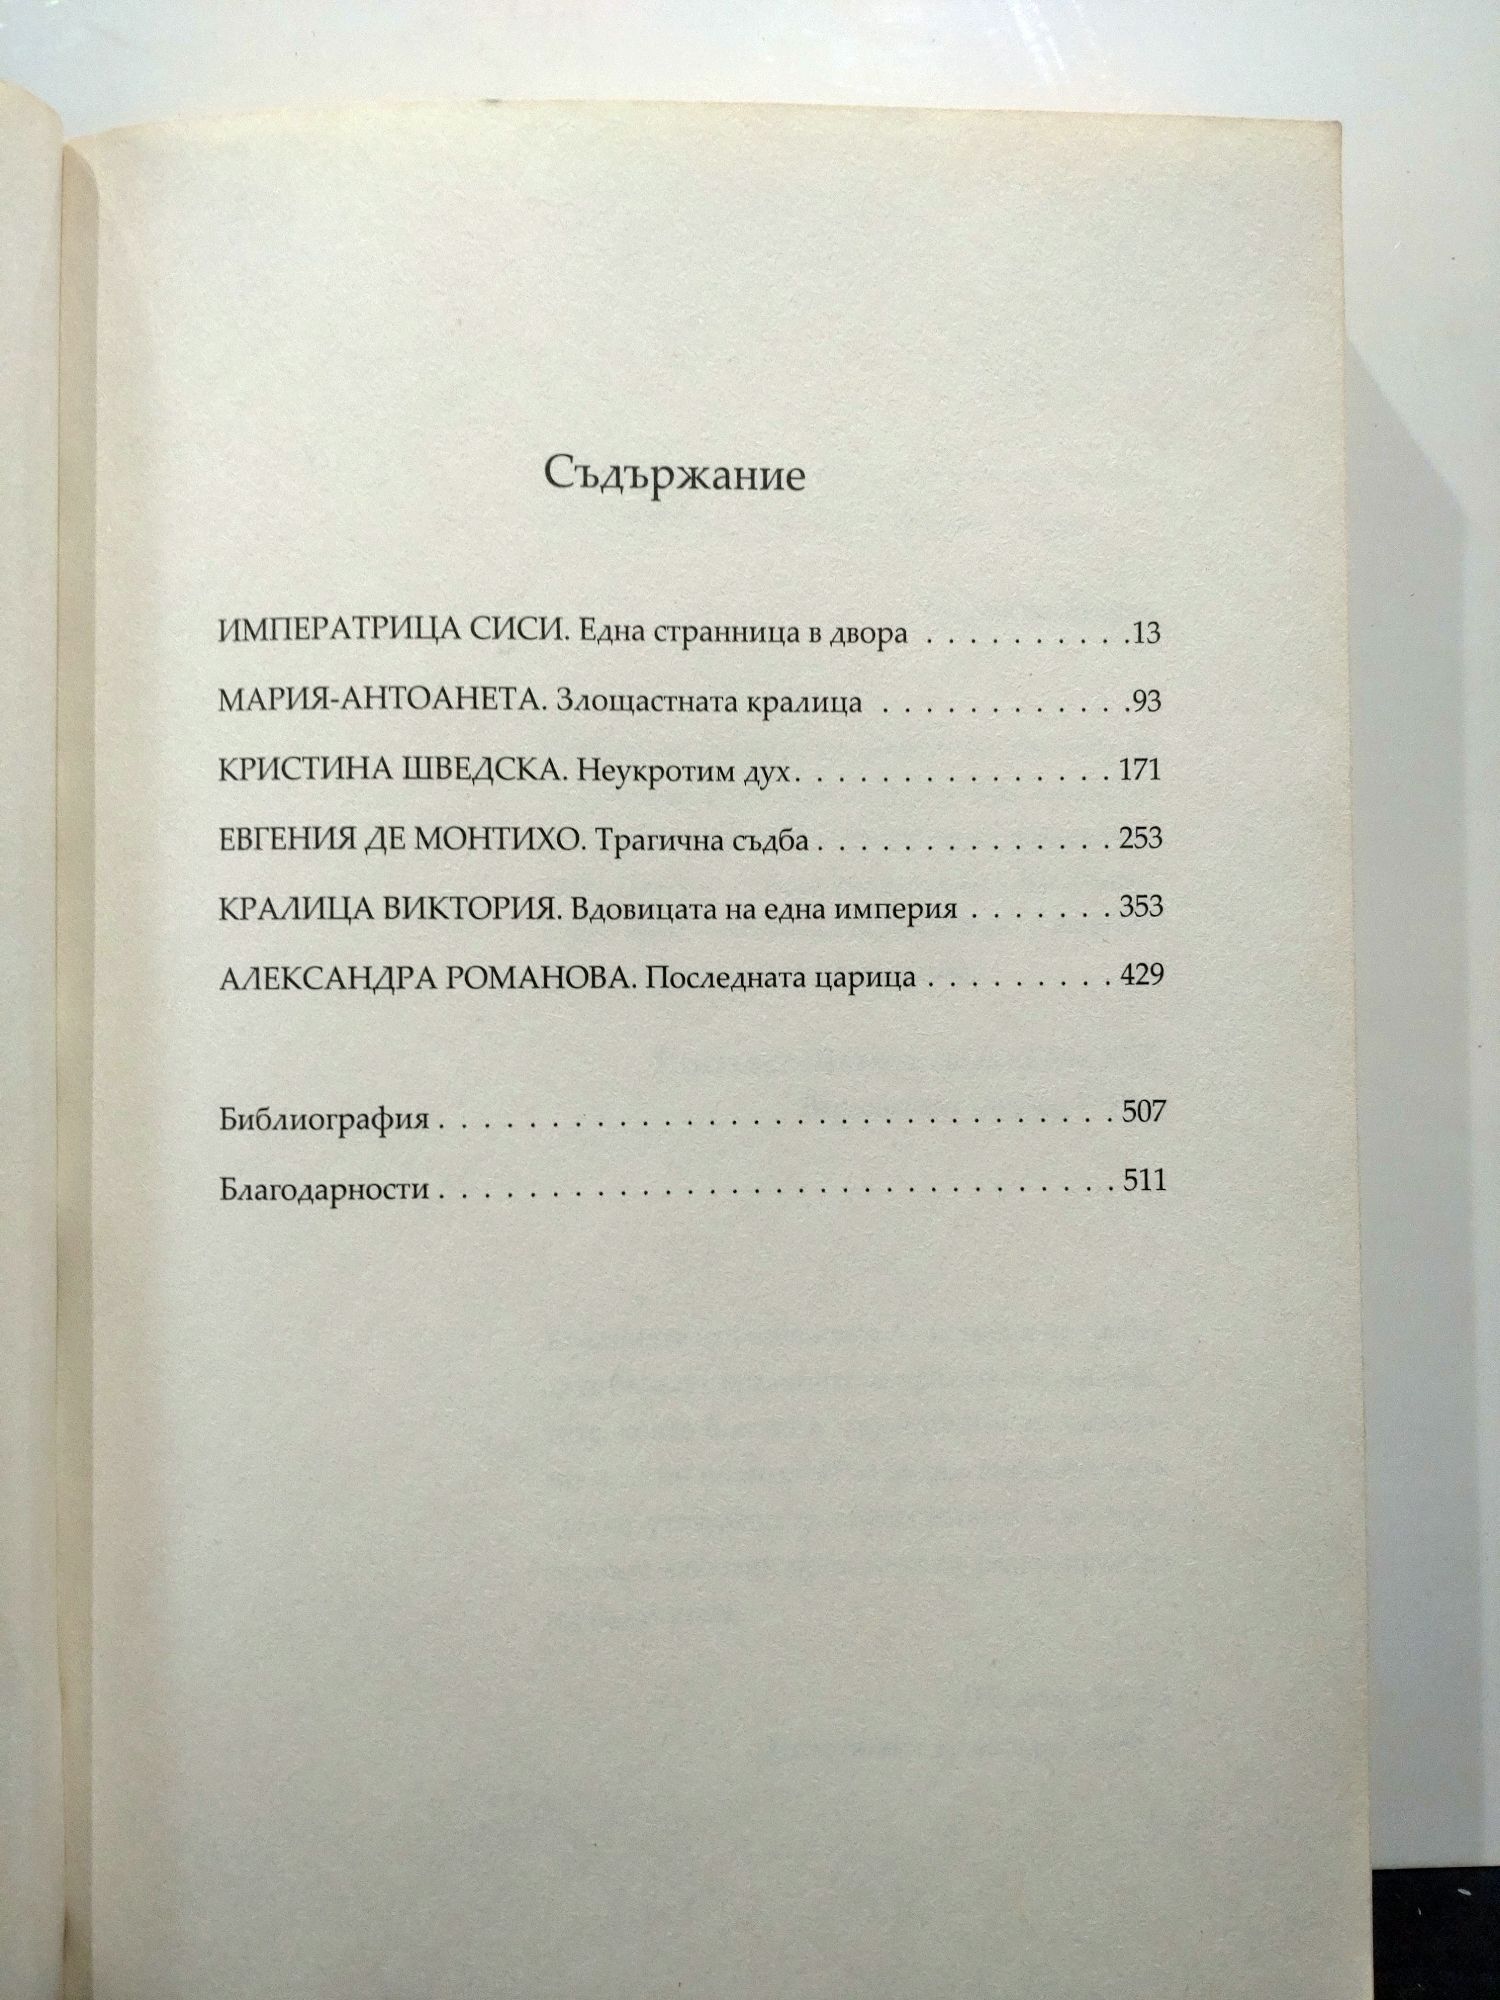 Съдържание
ИМПЕРАТРИЦА СИСИ. Една странница в двора . . . . . . . . . .13
МАРИЯ-АНТОАНЕТА. Злощастната кралица . . . . . . . . . . . .93
КРИСТИНА ШВЕДСКА. Неукротим дух. . . . . . . . . . . . . . . 171
ЕВГЕНИЯ ДЕ МОНТИХО. Трагична съдба . . . . . . . . . . . . . . 253
КРАЛИЦА ВИКТОРИЯ. Вдовицата на една империя . . . . . . . 353
АЛЕКСАНДРА РОМАНОВА. Последната царица . . . . . . . . . 429
Библиография . . . . . . . . . . . . . . . . . . . . . . . . . . . . . . . 507
Благодарности . . . . . . . . . . . . . . . . . . . . . . . . . . . . . . . 511